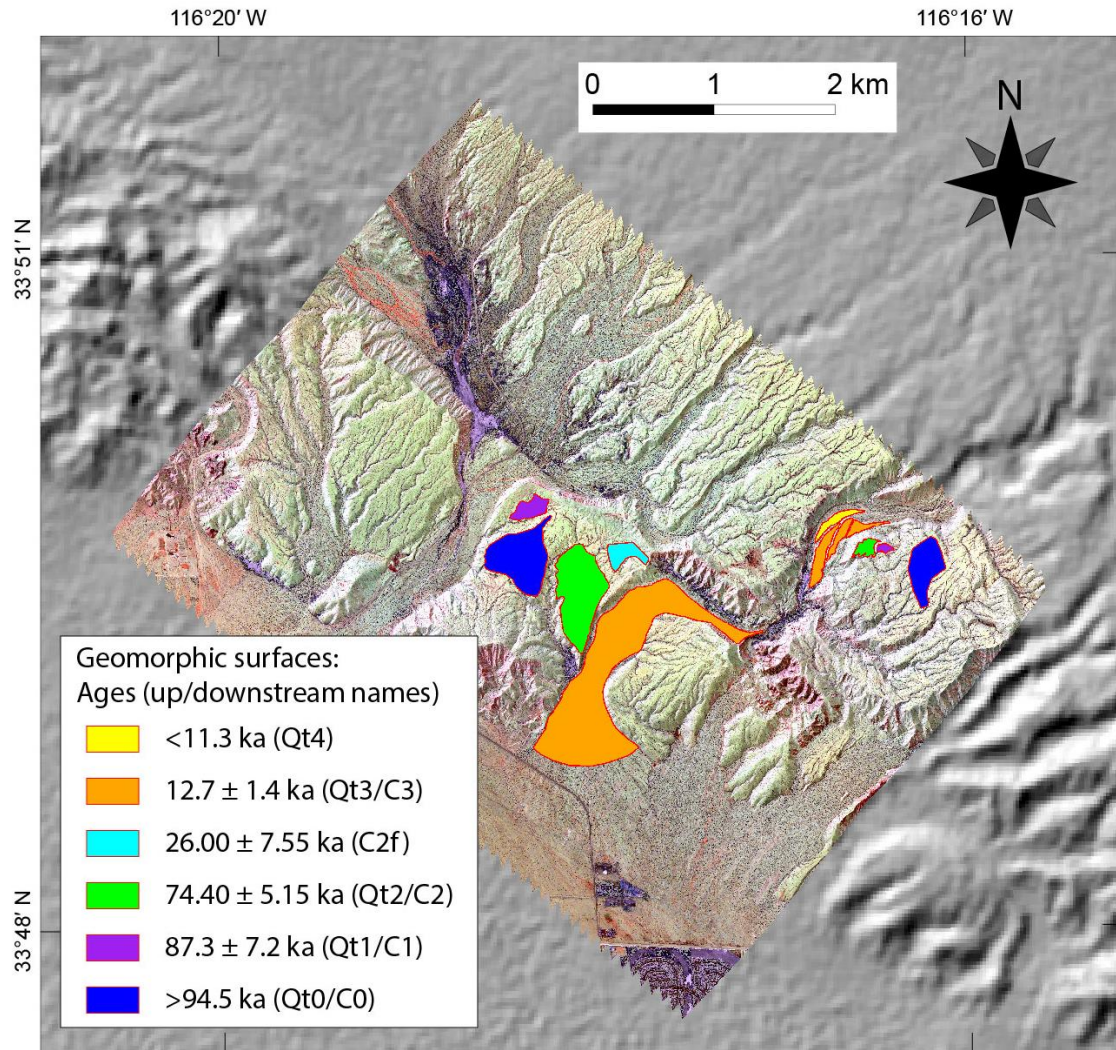 116°20′ W
116°16′ W
0 1 2 km
N
33°51′ N
33°48′ N
Geomorphic surfaces:
Ages (up/downstream names)
<11.3 ka (Qt4)
12.7 ± 1.4 ka (Qt3/C3)
26.00 ± 7.55 ka (C2f)
74.40 ± 5.15 ka (Qt2/C2)
87.3 ± 7.2 ka (Qt1/C1)
>94.5 ka (Qt0/C0)